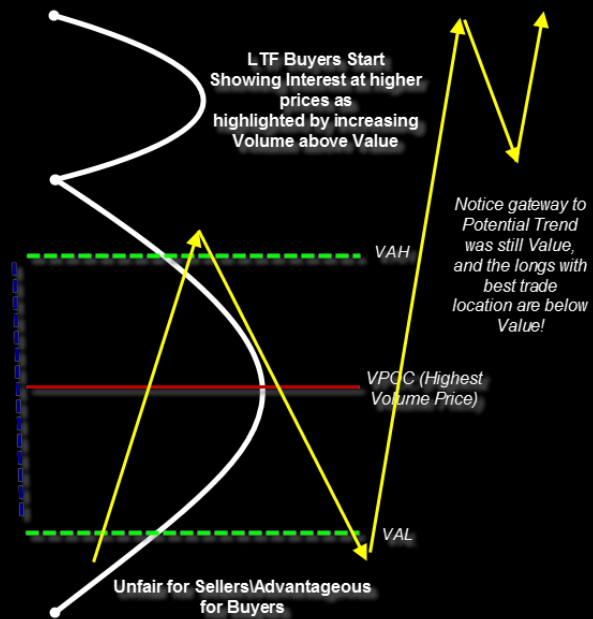 LTF Buyers Start
Showing Interest at higher
prices as
highlighted by increasing
Volume above Value
Notice gateway to
Potential Trend
was still Value,
and the longs with
best trade
location are below
Value!
VAH
VPOC (Highest
Volume Price)
VAL
Unfair for Sellers\Advantageous
for Buyers